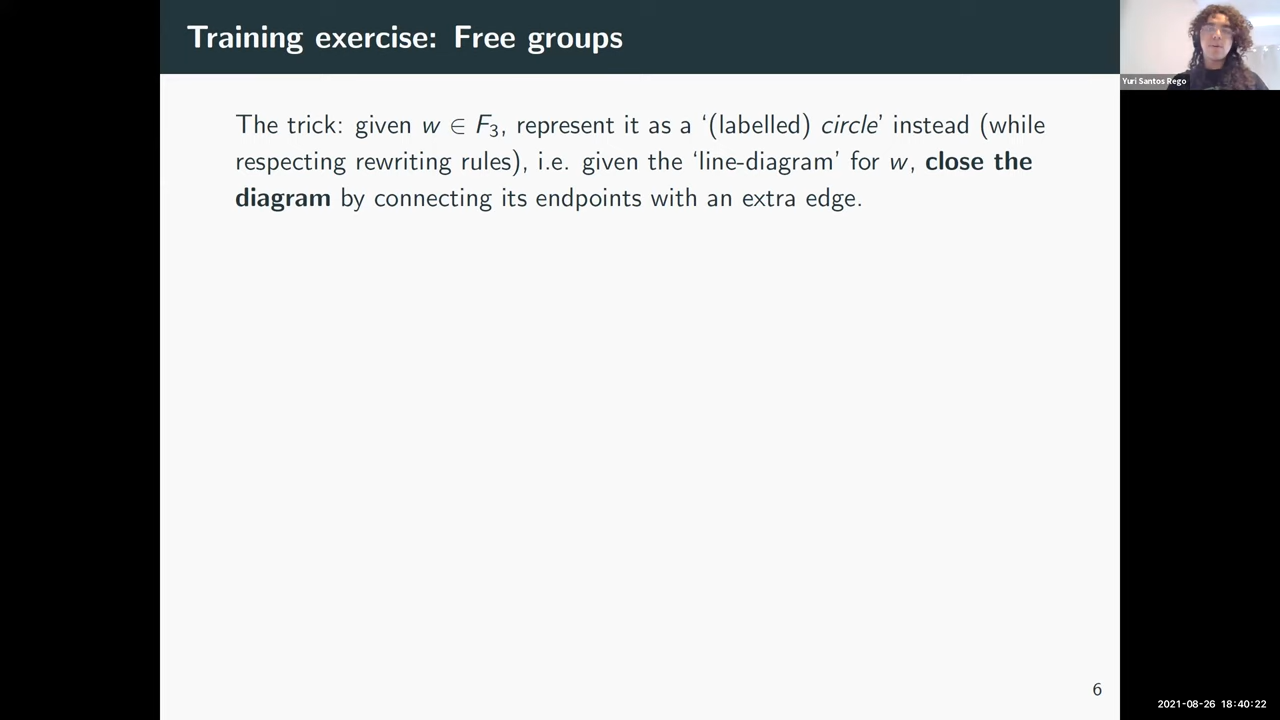 Training exercise: Free groups
The trick: given w ∈ F₃, represent it as a ‘(labelled) circle’ instead (while
respecting rewriting rules), i.e. given the ‘line-diagram’ for w, close the
diagram by connecting its endpoints with an extra edge.
6
Yuri Santos Rego
2021-08-26 18:40:22